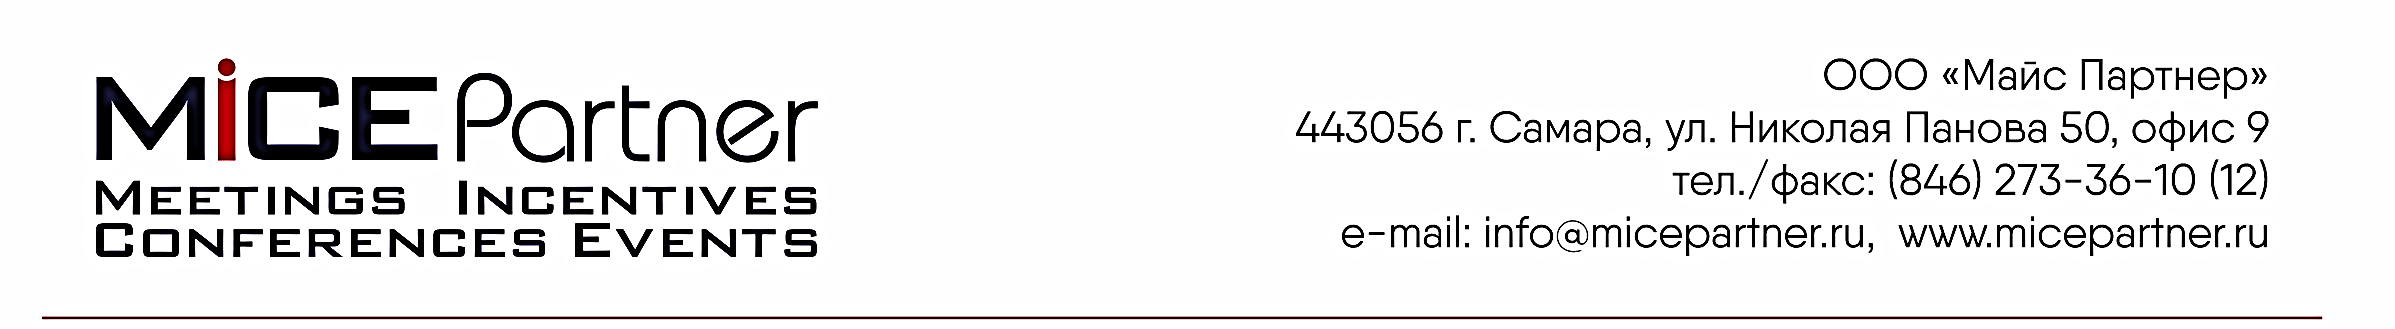 MiCE Partner
MEETINGS INCENTIVES
CONFERENCES EVENTS
ООО «Майс Партнер»
443056 г. Самара, ул. Николая Панова 50, офис 9
тел./факс: (846) 273-36-10 (12)
e-mail: info@micepartner.ru, www.micepartner.ru